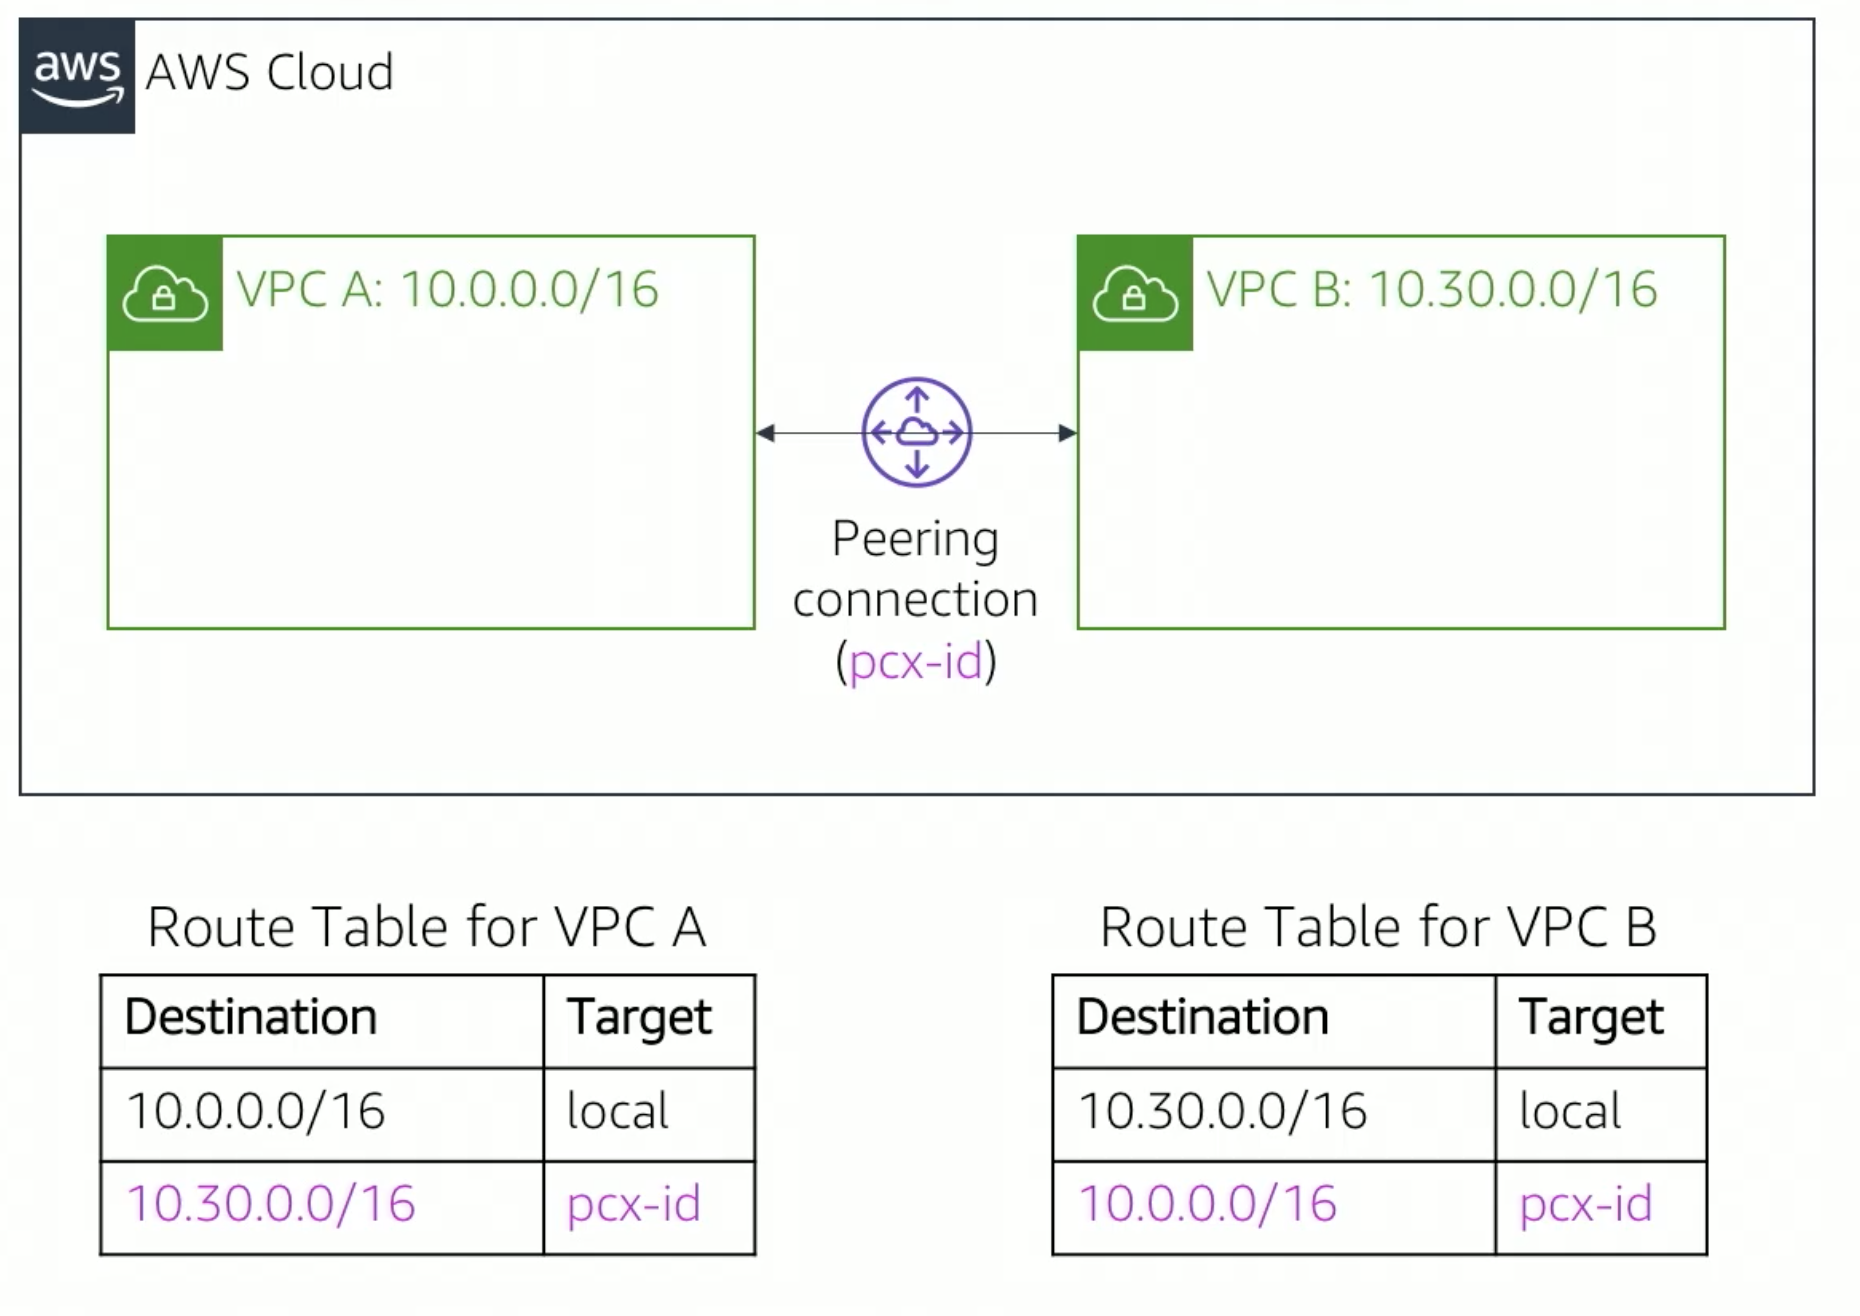 aws AWS Cloud
VPC A: 10.0.0.0/16
VPC B: 10.30.0.0/16
Peering
connection
(pcx-id)
Route Table for VPC A
Destination Target
10.0.0.0/16 local
10.30.0.0/16 pcx-id
Route Table for VPC B
Destination Target
10.30.0.0/16 local
10.0.0.0/16 pcx-id